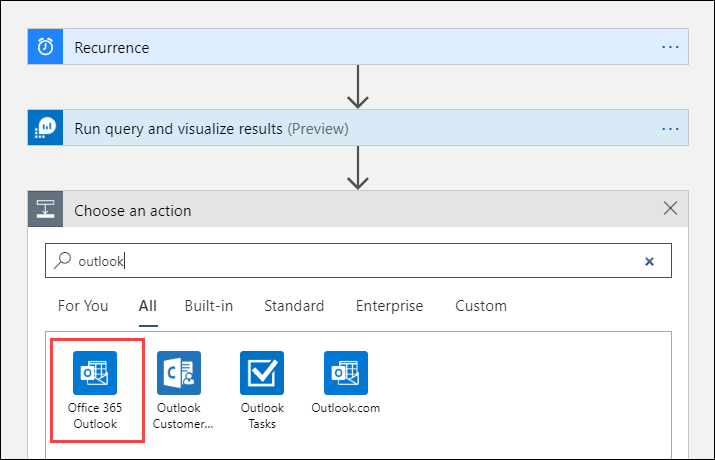 Recurrence ...
Run query and visualize results (Preview) ...
Choose an action
outlook
For You All Built-in Standard Enterprise Custom
Office 365 Outlook Outlook Outlook.com
Outlook Customer... Tasks